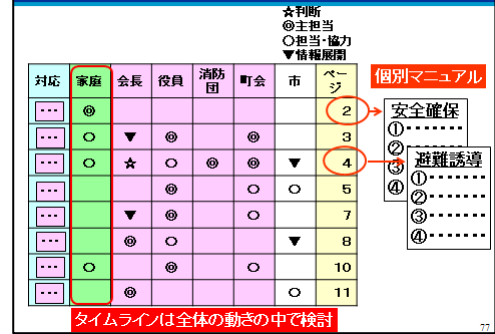 ☆判断
◎主担当
〇担当・協力
▼情報展開
対応 家庭 会長 役員 消防団 町会 市 ページ
… ◎ 2
… 〇 ▼ ◎ ◎ 3
… 〇 ☆ 〇 ◎ ◎ ▼ 4
… ◎ 〇 〇 5
… ▼ ◎ 〇 7
… ◎ 〇 ▼ 8
… 〇 ◎ 〇 10
… ◎ 〇 11
個別マニュアル
安全確保
①・・・・・・・
②
③
④
避難誘導
①・・・・・・・
②・・・・・・・
③・・・・・・・
④・・・・・・・
タイムラインは全体の動きの中で検討
77